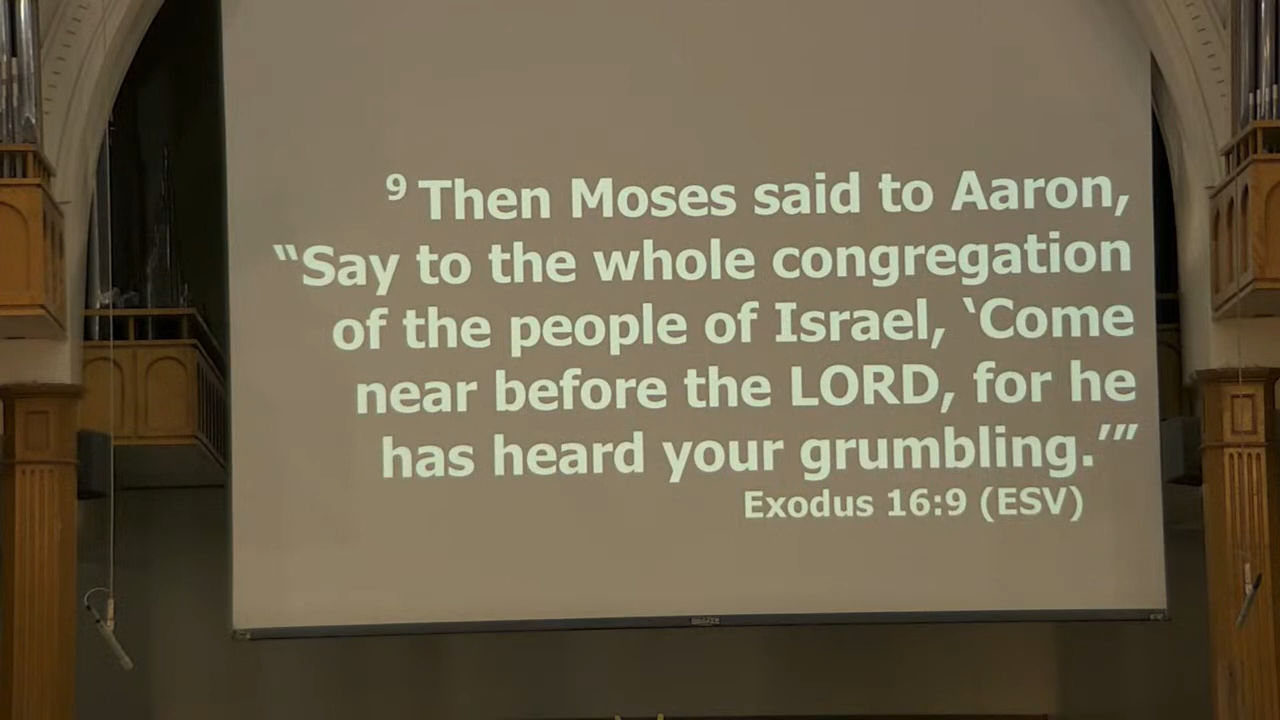 9 Then Moses said to Aaron,
“Say to the whole congregation
of the people of Israel, ‘Come
near before the LORD, for he
has heard your grumbling.’”
Exodus 16:9 (ESV)